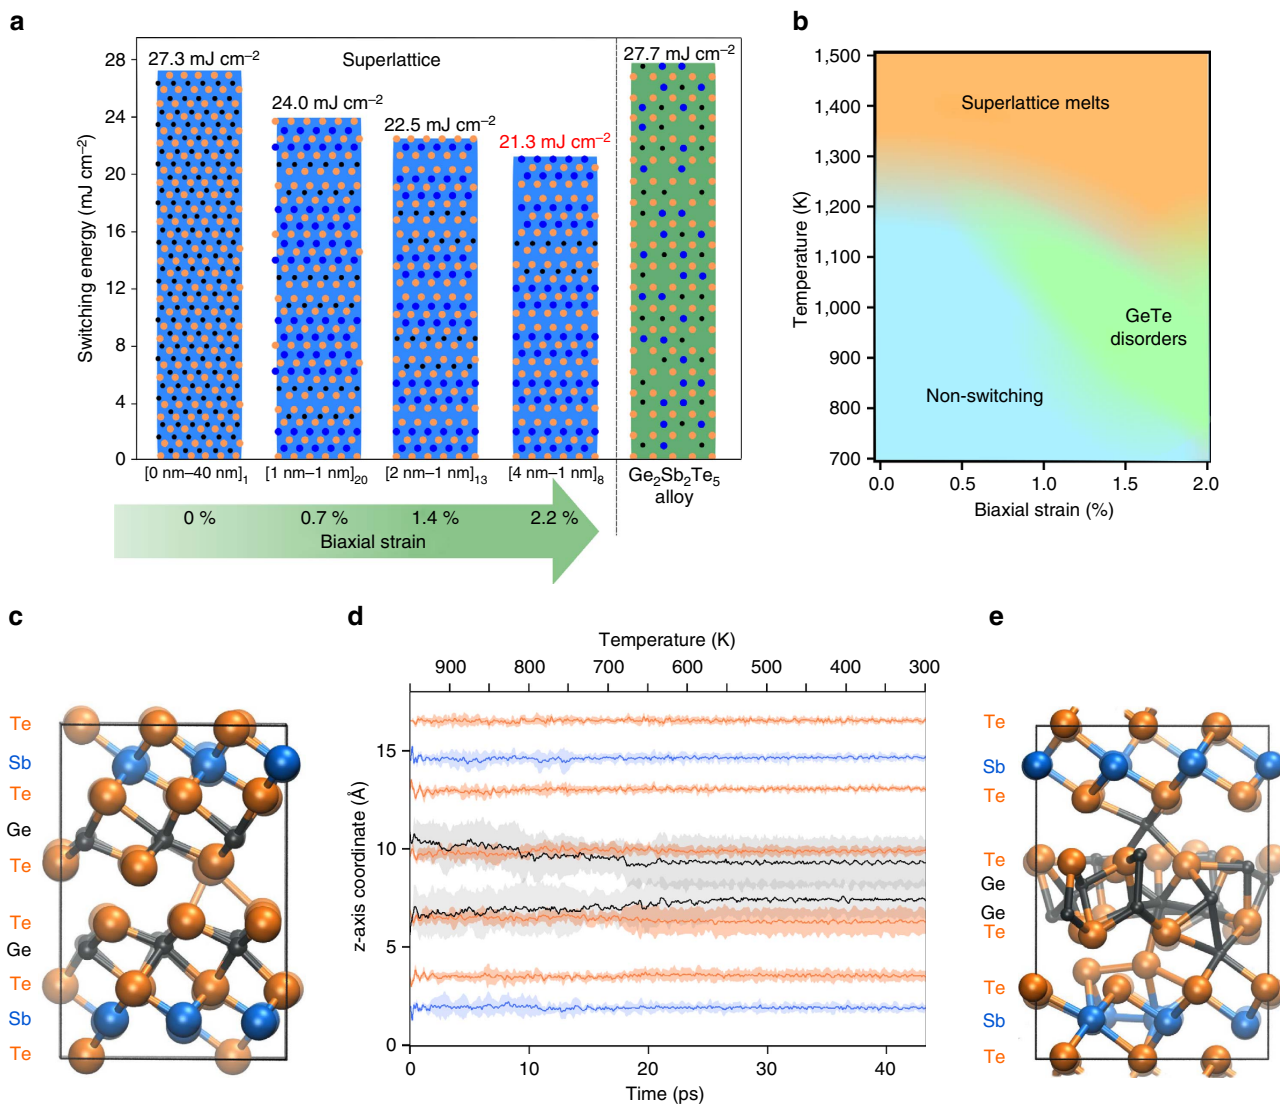 a
Switching energy (mJ cm⁻²)
28
24
20
16
12
8
4
0
27.3 mJ cm⁻²
Superlattice
27.7 mJ cm⁻²
24.0 mJ cm⁻²
22.5 mJ cm⁻²
21.3 mJ cm⁻²
[0 nm–40 nm]₁
[1 nm–1 nm]₂₀
[2 nm–1 nm]₁₃
[4 nm–1 nm]₈
Ge₂Sb₂Te₅
alloy
0 %
0.7 %
1.4 %
2.2 %
Biaxial strain
b
Temperature (K)
1,500
1,400
1,300
1,200
1,100
1,000
900
800
700
Superlattice melts
GeTe
disorders
Non-switching
0.0
0.5
1.0
1.5
2.0
Biaxial strain (%)
c
Te
Sb
Te
Ge
Te
Te
Ge
Te
Sb
Te
d
Temperature (K)
900
800
700
600
500
400
300
z-axis coordinate (Å)
15
10
5
0
0
10
20
30
40
Time (ps)
e
Te
Sb
Te
Te
Ge
Ge
Te
Te
Sb
Te